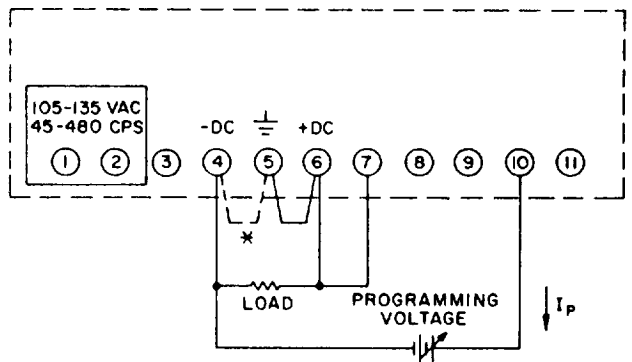 105-135 VAC
45-480 CPS
-DC
+DC
1 2 3 4 5 6 7 8 9 10 11
*
LOAD
PROGRAMMING
VOLTAGE
Ip